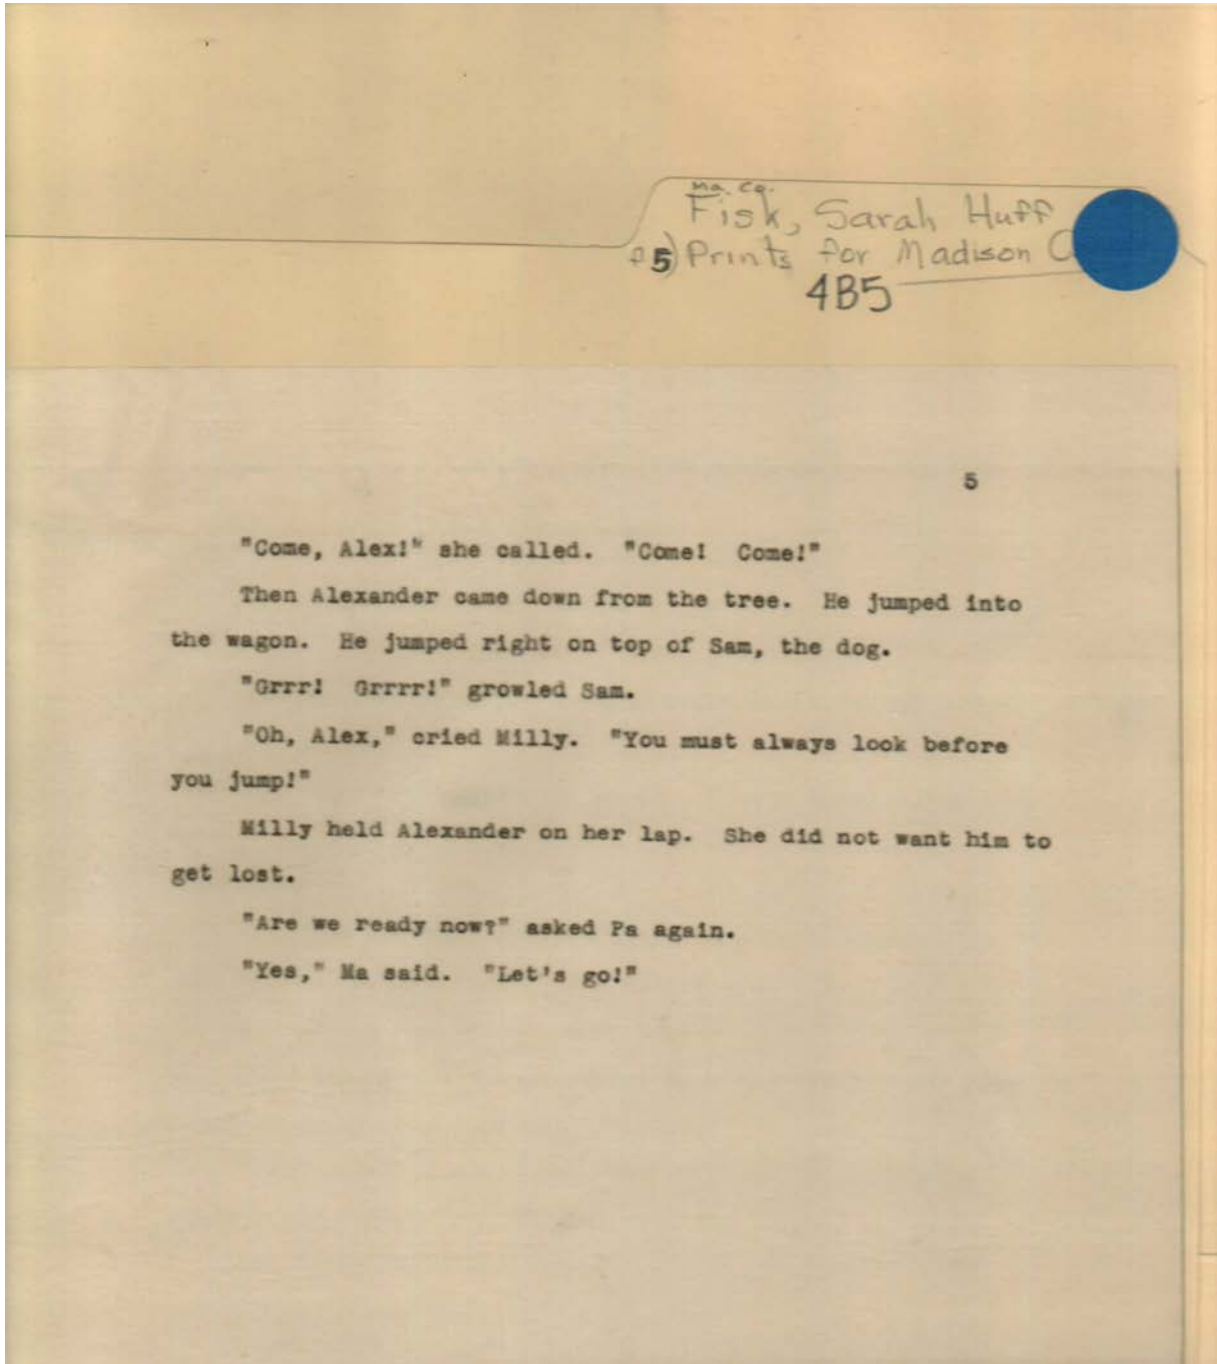 Ma. Co.
Fisk, Sarah Huff
5) Prints for Madison
4B5
5
"Come, Alex!" she called. "Come! Come!"
Then Alexander came down from the tree. He jumped into
the wagon. He jumped right on top of Sam, the dog.
"Grrr! Grrrr!" growled Sam.
"Oh, Alex," cried Milly. "You must always look before
you jump!"
Milly held Alexander on her lap. She did not want him to
get lost.
"Are we ready now?" asked Pa again.
"Yes," Ma said. "Let's go!"